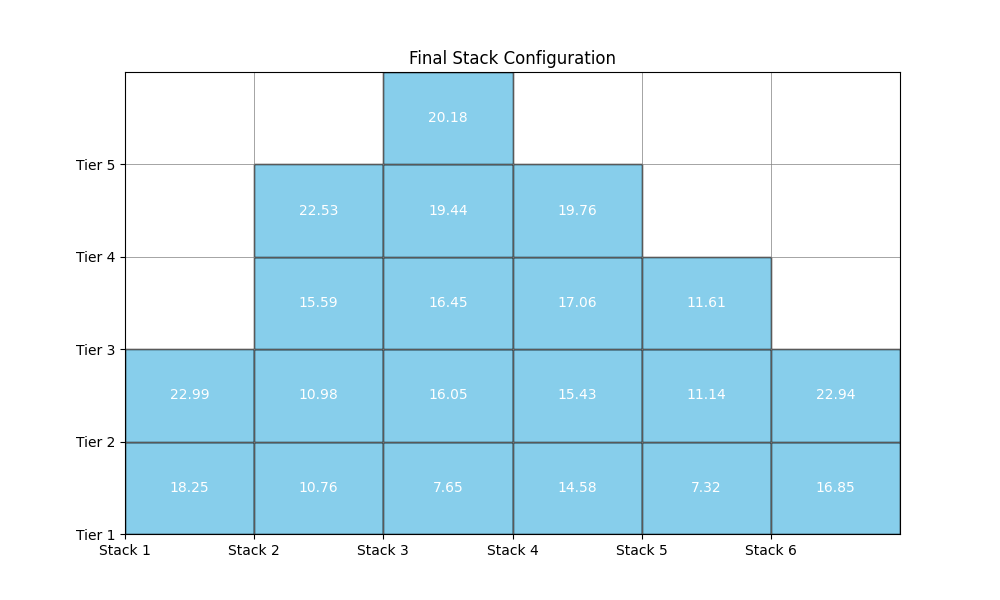 Final Stack Configuration
20.18
Tier 5
22.53 19.44 19.76
Tier 4
15.59 16.45 17.06 11.61
Tier 3
22.99 10.98 16.05 15.43 11.14 22.94
Tier 2
18.25 10.76 7.65 14.58 7.32 16.85
Tier 1
Stack 1 Stack 2 Stack 3 Stack 4 Stack 5 Stack 6